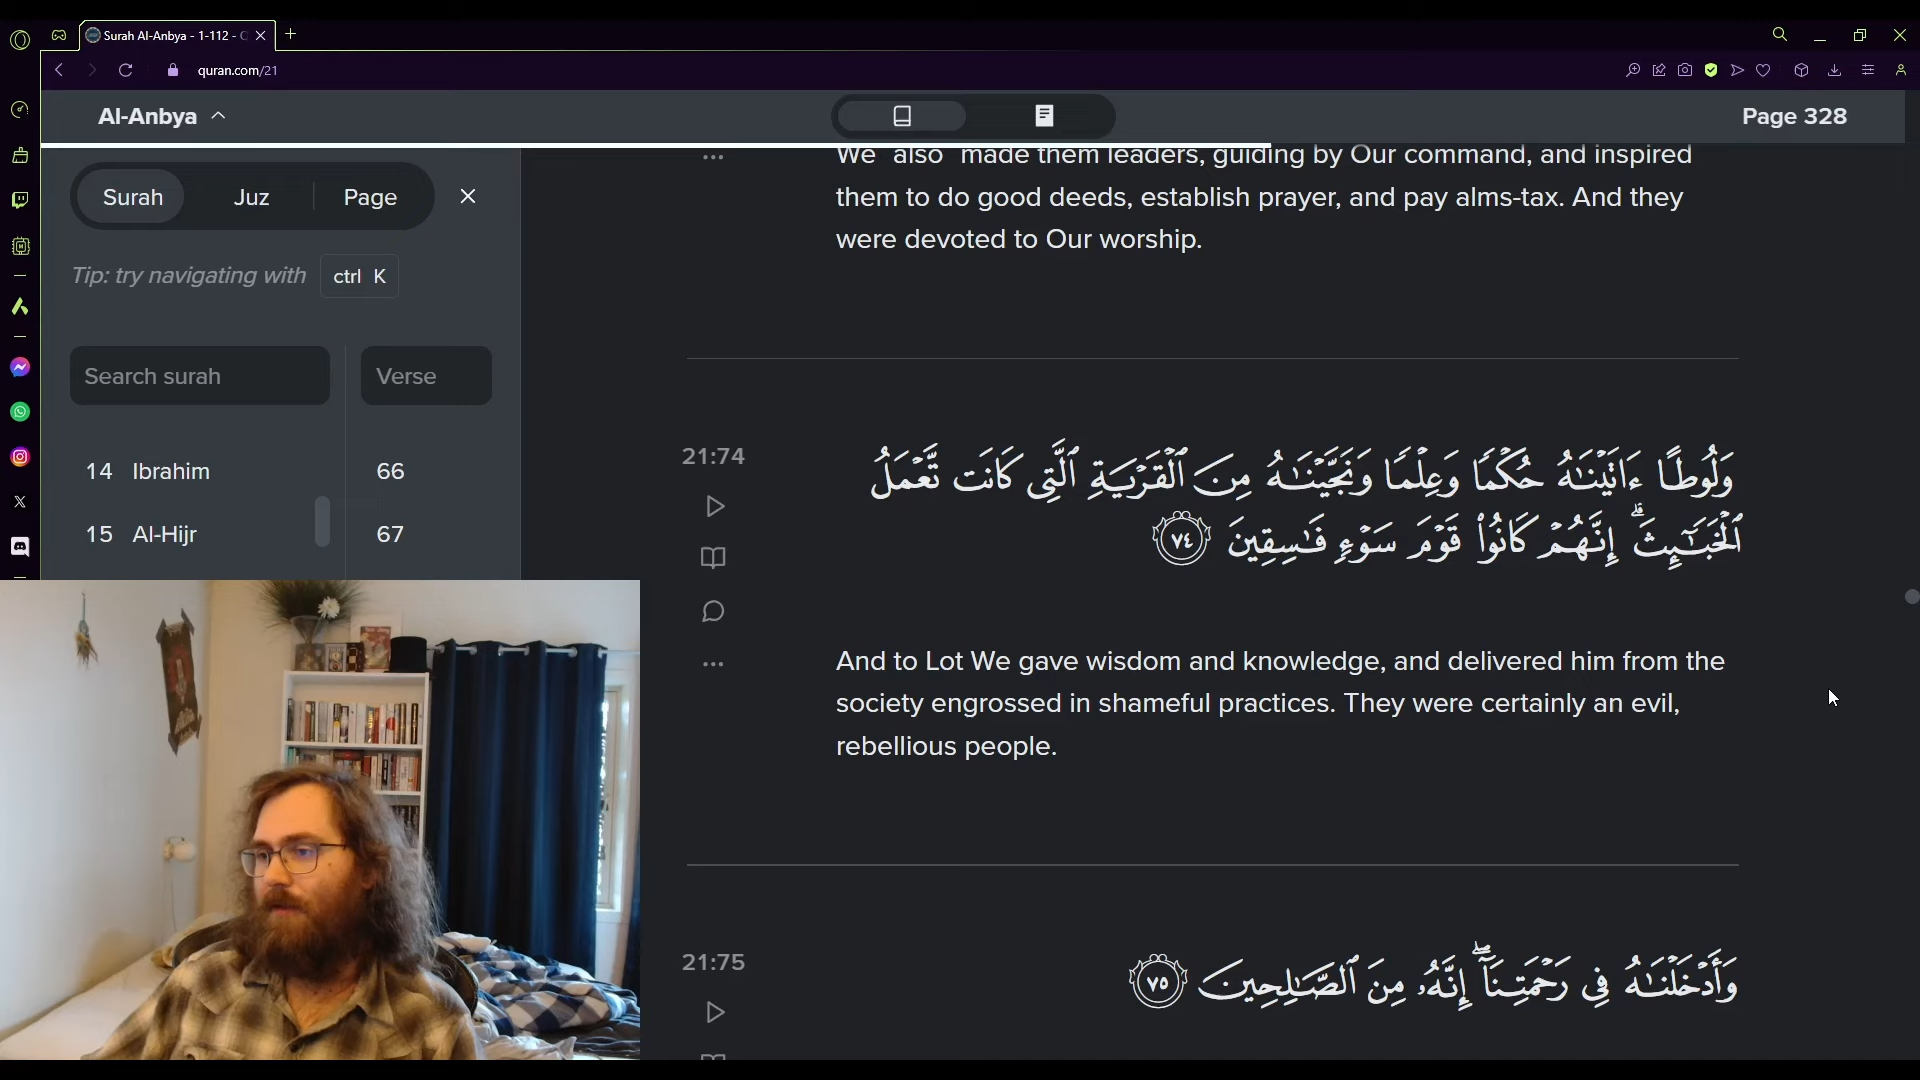 Surah Al-Anbya - 1-112 -
quran.com/21
Al-Anbya
Page 328
Surah
Juz
Page
Tip: try navigating with ctrl K
Search surah
Verse
14 Ibrahim
66
15 Al-Hijr
67
We also made them leaders, guiding by Our command, and inspired
them to do good deeds, establish prayer, and pay alms-tax. And they
were devoted to Our worship.
21:74
وَلُوطًا ءَاتَيْنَـٰهُ حُكْمًا وَعِلْمًا وَنَجَّيْنَـٰهُ مِنَ ٱلْقَرْيَةِ ٱلَّتِى كَانَت تَّعْمَلُ
ٱلْخَبَـٰٓئِثَ ۗ إِنَّهُمْ كَانُوا۟ قَوْمَ سَوْءٍ فَـٰسِقِينَ ٧٤
And to Lot We gave wisdom and knowledge, and delivered him from the
society engrossed in shameful practices. They were certainly an evil,
rebellious people.
21:75
وَأَدْخَلْنَـٰهُ فِى رَحْمَتِنَآ ۖ إِنَّهُۥ مِنَ ٱلصَّـٰلِحِينَ ٧٥